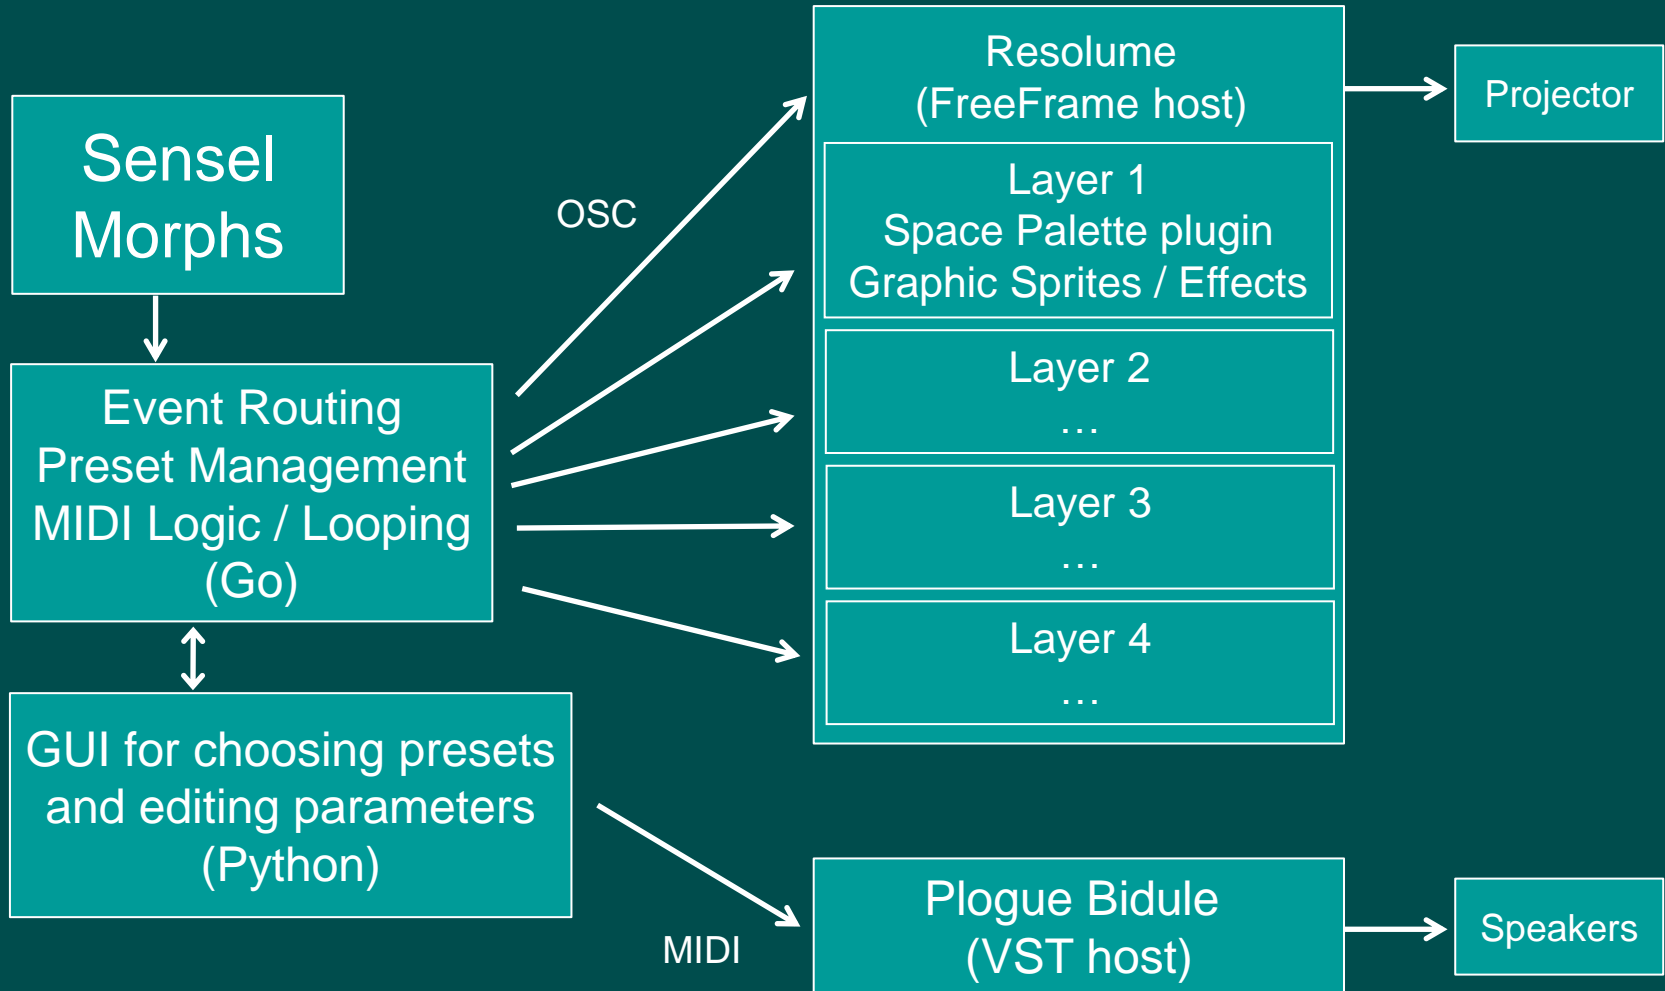 Sensel
Morphs
Event Routing
Preset Management
MIDI Logic / Looping
(Go)
GUI for choosing presets
and editing parameters
(Python)
OSC
MIDI
Resolume
(FreeFrame host)
Layer 1
Space Palette plugin
Graphic Sprites / Effects
Layer 2
…
Layer 3
…
Layer 4
…
Plogue Bidule
(VST host)
Projector
Speakers